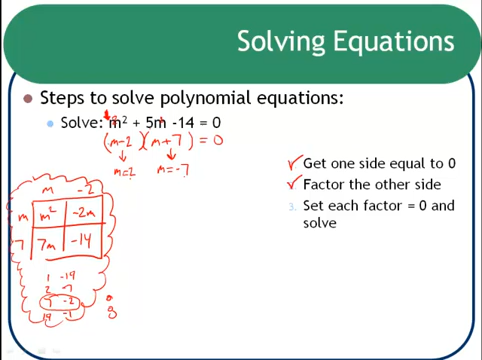 Solving Equations
Steps to solve polynomial equations:
Solve: m² + 5m -14 = 0
(m-2)(m+7) = 0
m=2 m=-7
Get one side equal to 0
Factor the other side
3. Set each factor = 0 and
solve
m -2
m m² -2m
7 7m -14
1 -14
2 -7
7 -2
14 -1